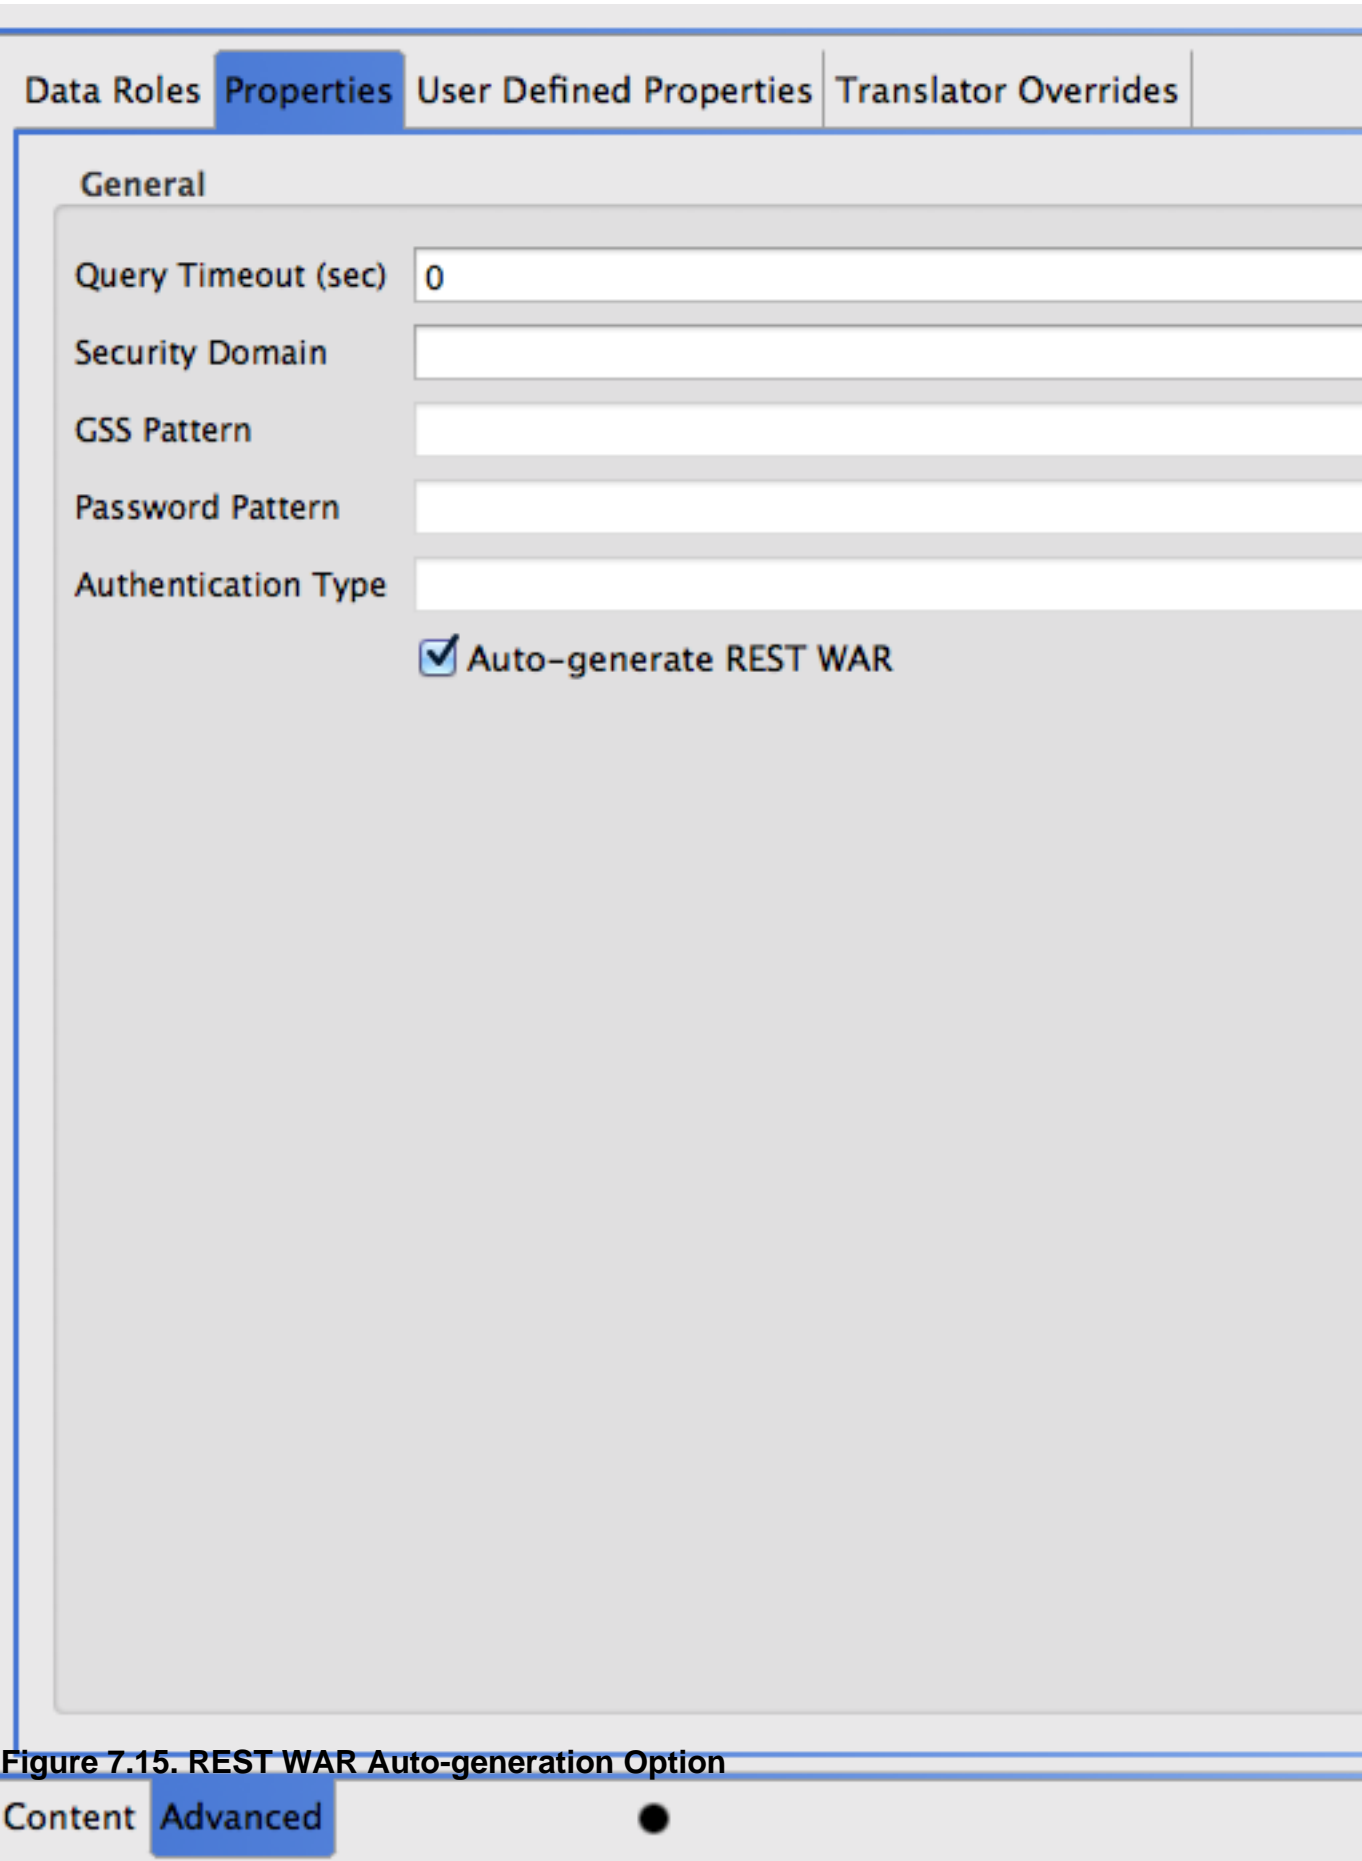 Data Roles Properties User Defined Properties Translator Overrides
General
Query Timeout (sec) 0
Security Domain
GSS Pattern
Password Pattern
Authentication Type
Auto-generate REST WAR
Figure 7.15. REST WAR Auto-generation Option
Content Advanced